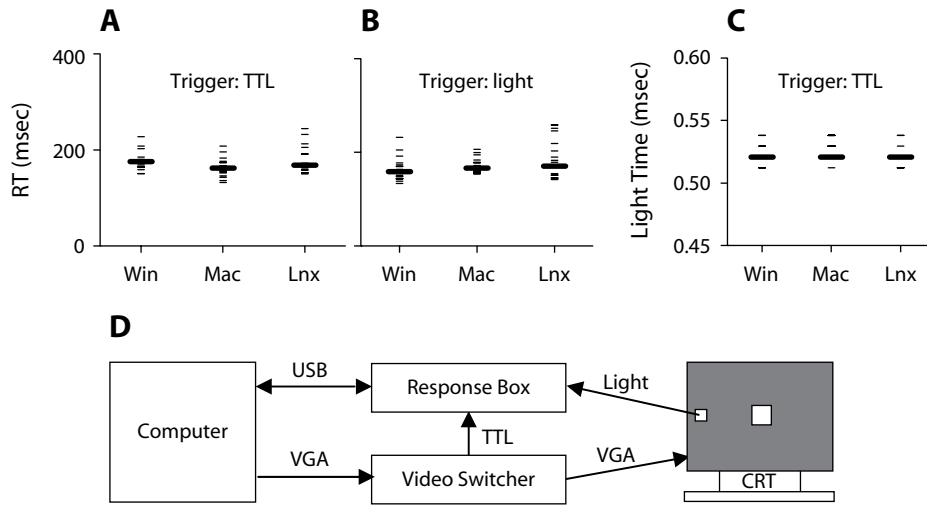 A
RT (msec)
400
200
0
Trigger: TTL
Win Mac Lnx
B
Trigger: light
Win Mac Lnx
C
Light Time (msec)
0.60
0.55
0.50
0.45
Trigger: TTL
Win Mac Lnx
D
Computer
USB
VGA
Response Box
TTL
Video Switcher
Light
VGA
CRT